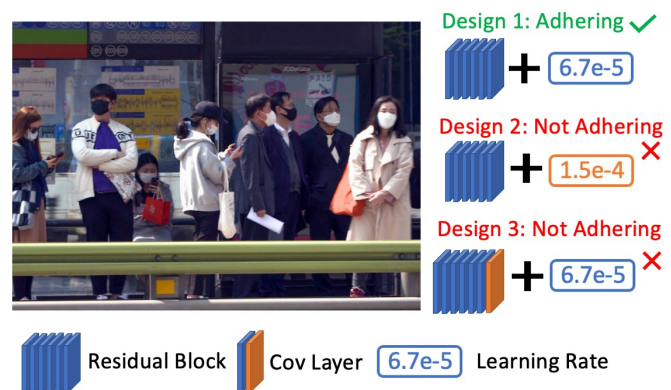 Design 1: Adhering
6.7e-5
Design 2: Not Adhering
1.5e-4
Design 3: Not Adhering
6.7e-5
Residual Block
Cov Layer
6.7e-5
Learning Rate